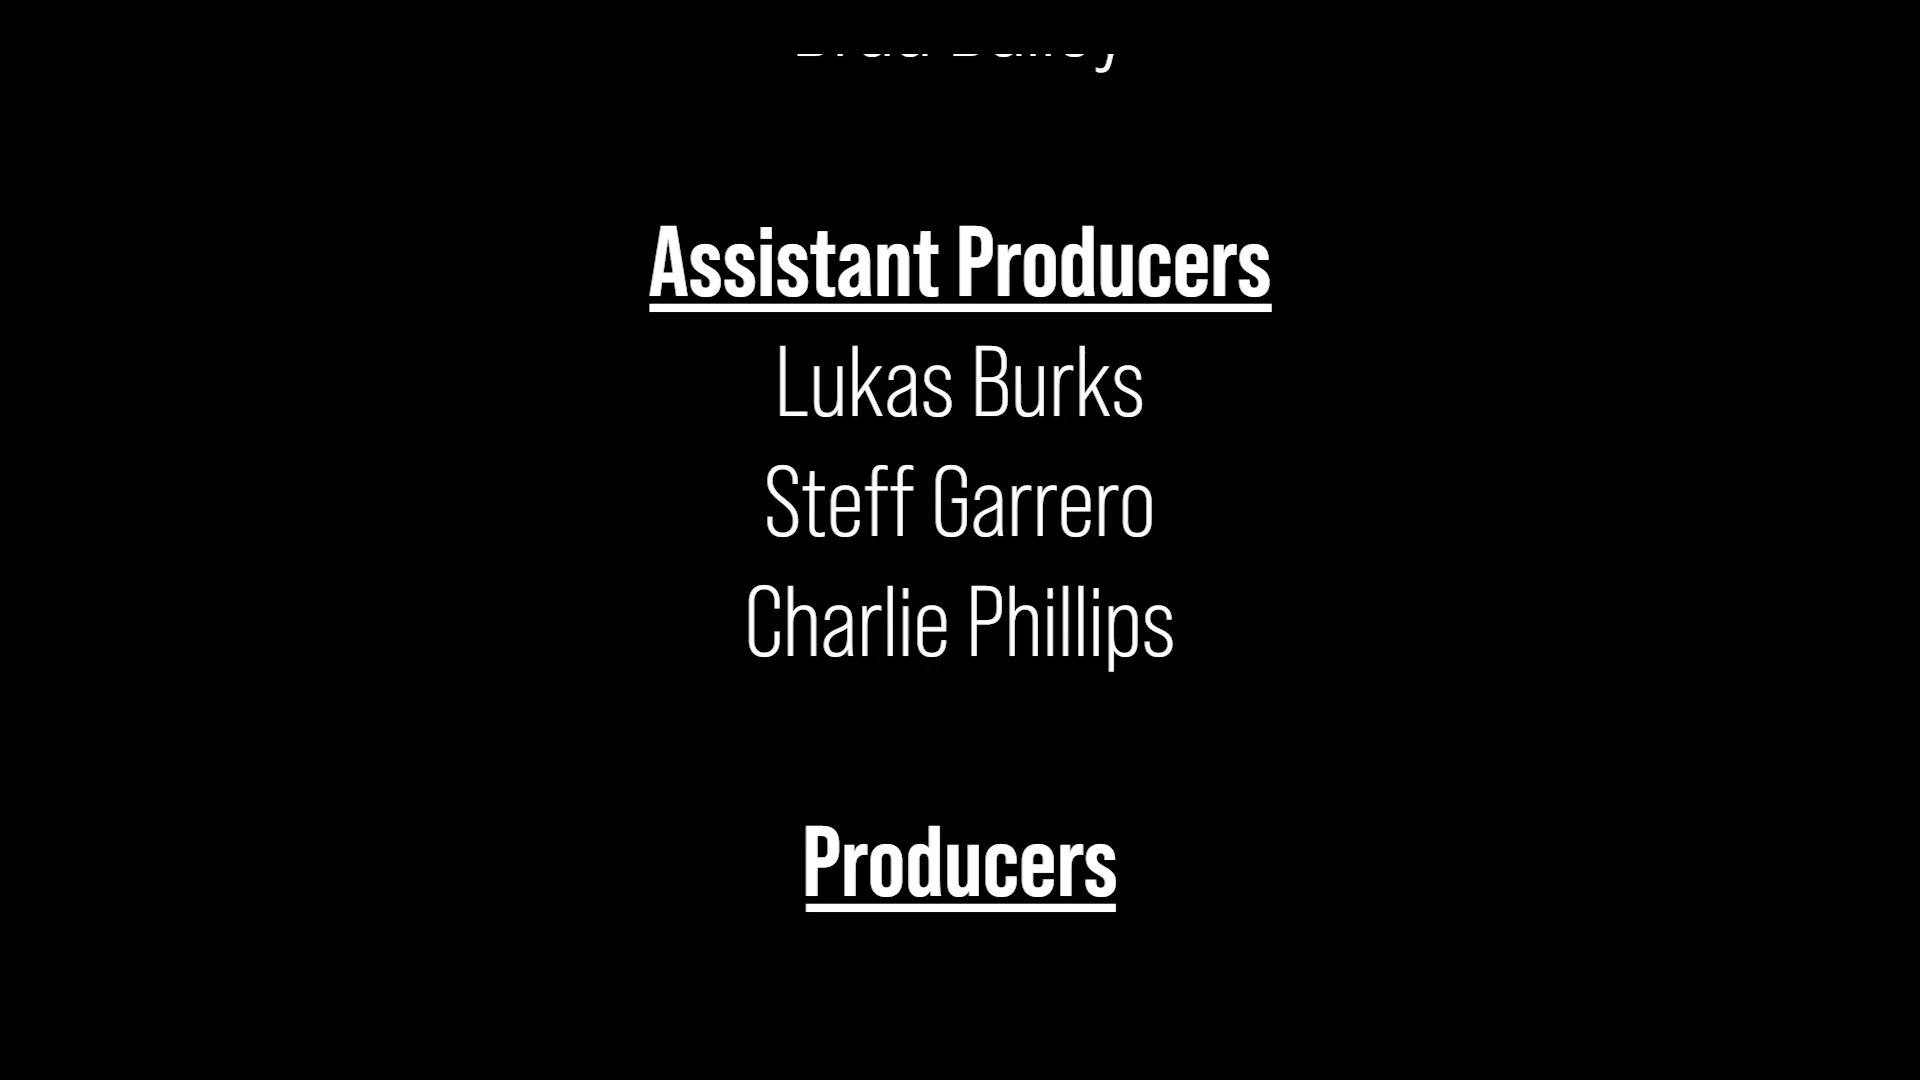 Assistant Producers
Lukas Burks
Steff Garrero
Charlie Phillips
Producers